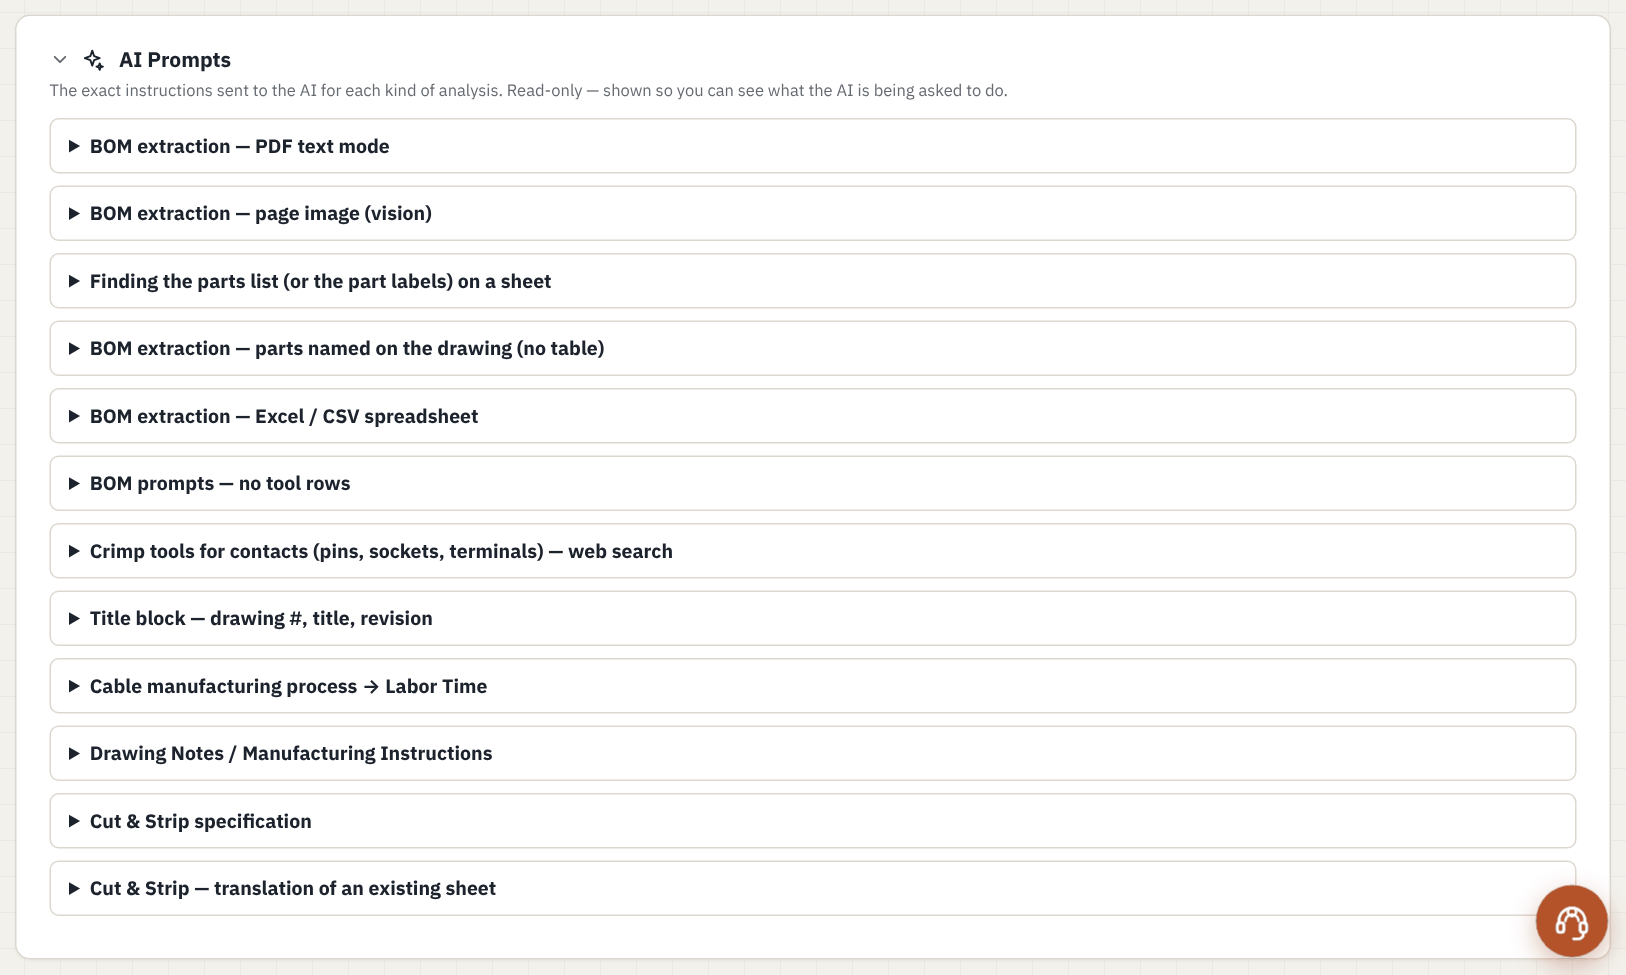 AI Prompts
The exact instructions sent to the AI for each kind of analysis. Read-only — shown so you can see what the AI is being asked to do.
BOM extraction — PDF text mode
BOM extraction — page image (vision)
Finding the parts list (or the part labels) on a sheet
BOM extraction — parts named on the drawing (no table)
BOM extraction — Excel / CSV spreadsheet
BOM prompts — no tool rows
Crimp tools for contacts (pins, sockets, terminals) — web search
Title block — drawing #, title, revision
Cable manufacturing process → Labor Time
Drawing Notes / Manufacturing Instructions
Cut & Strip specification
Cut & Strip — translation of an existing sheet